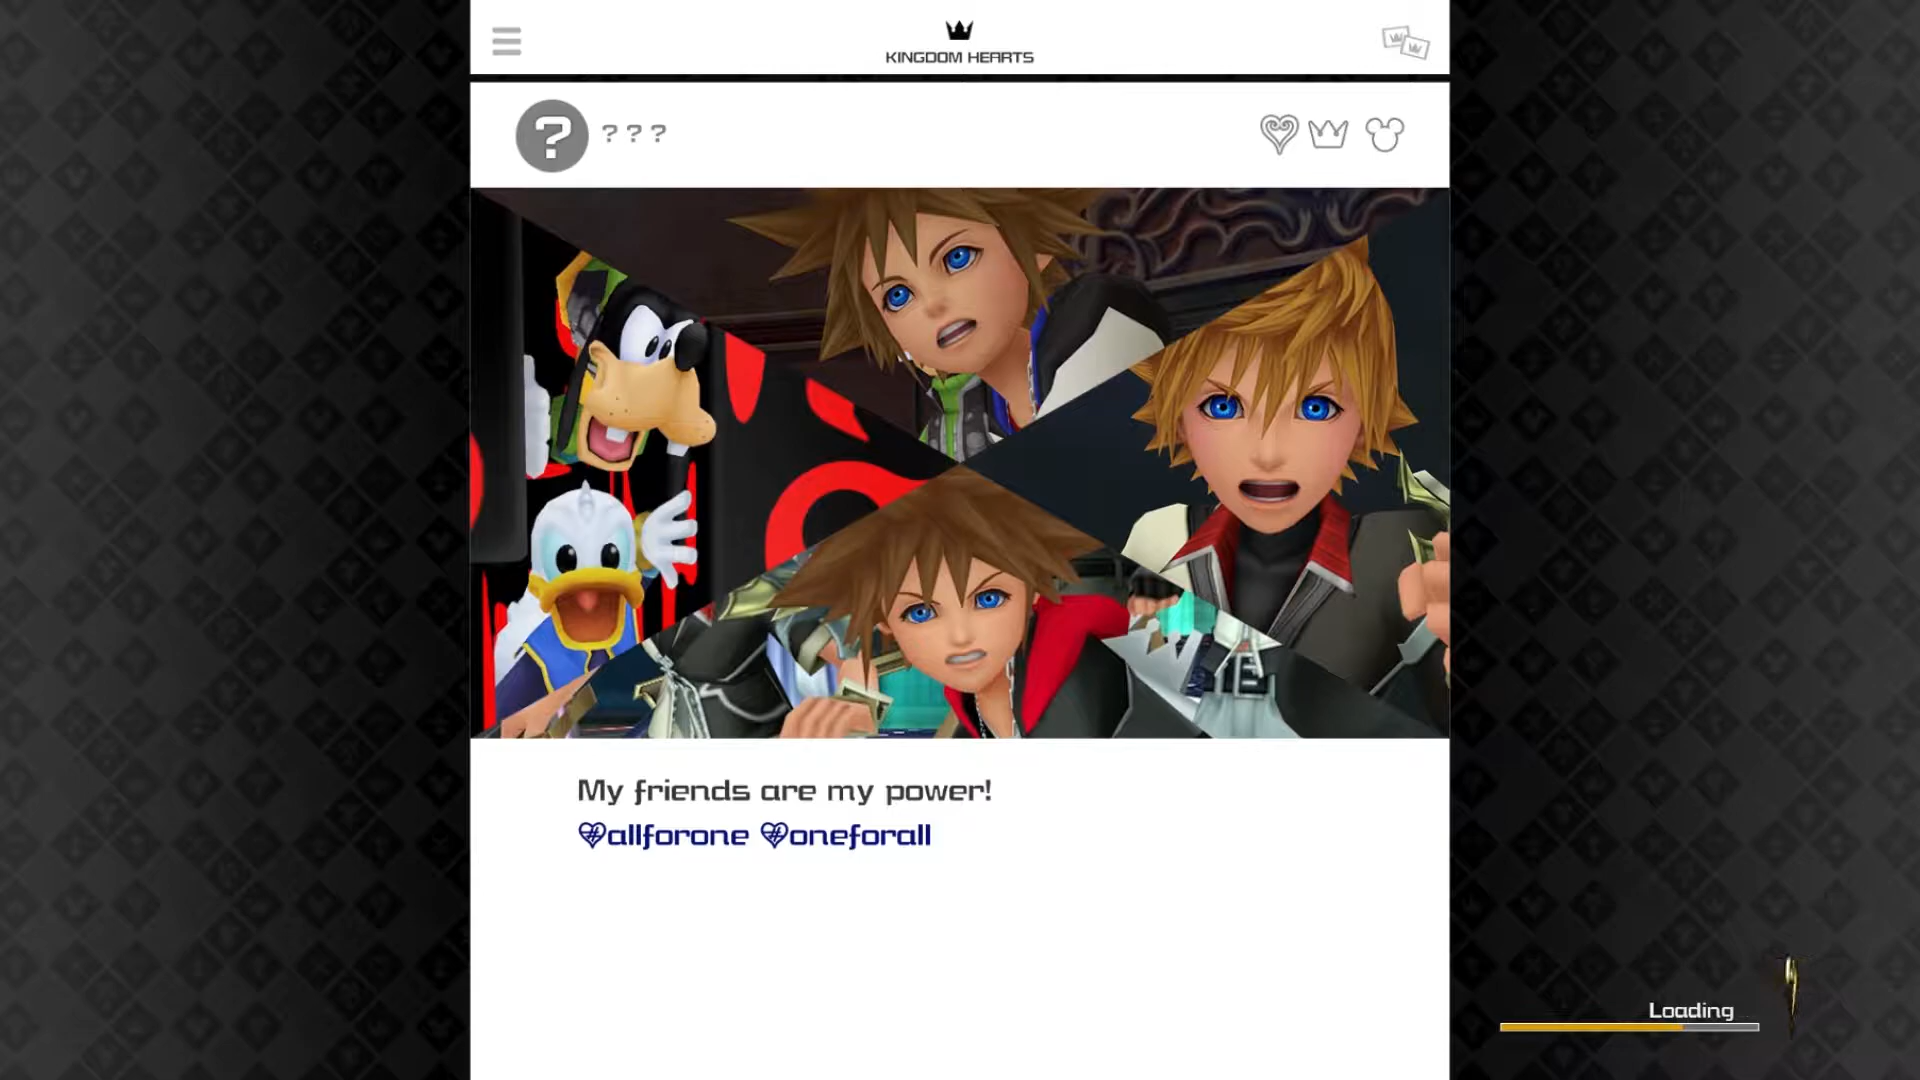 KINGDOM HEARTS
? ? ? ?
My friends are my power!
#allforone #oneforall
Loading